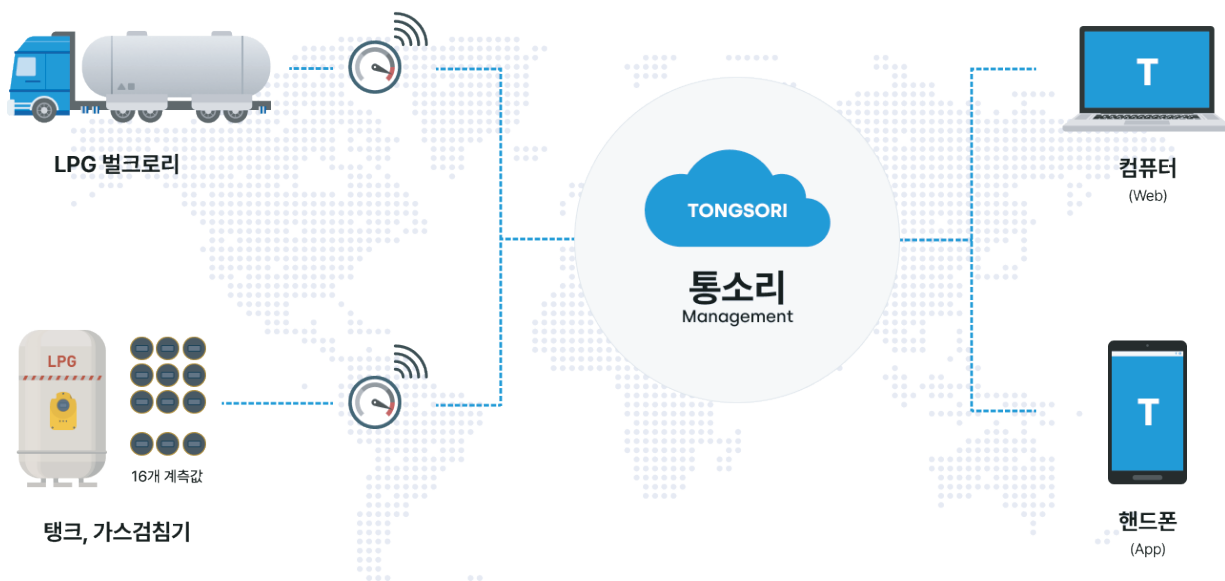 LPG 벌크로리
LPG
16개 계측값
탱크, 가스검침기
TONGSORI
통소리
Management
T
컴퓨터
(Web)
T
핸드폰
(App)